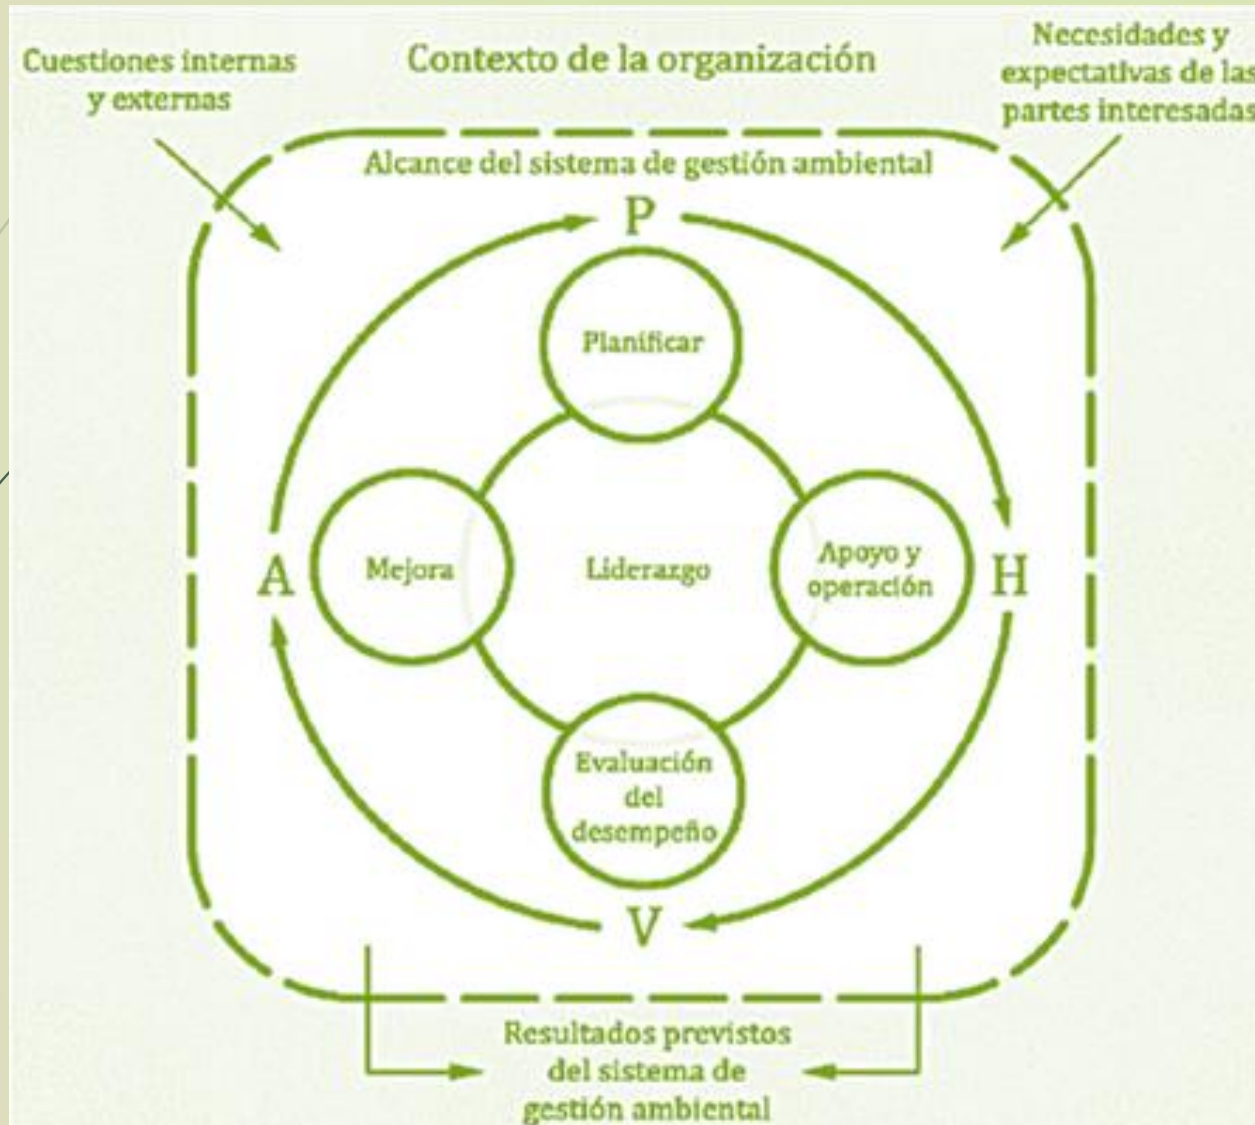 Cuestiones internas
y externas
Contexto de la organización
Necesidades y
expectativas de las
partes interesadas
Alcance del sistema de gestión ambiental
P
Planificar
A
Mejora
Liderazgo
Apoyo y
operación
H
Evaluación
del
desempeño
V
Resultados previstos
del sistema de
gestión ambiental